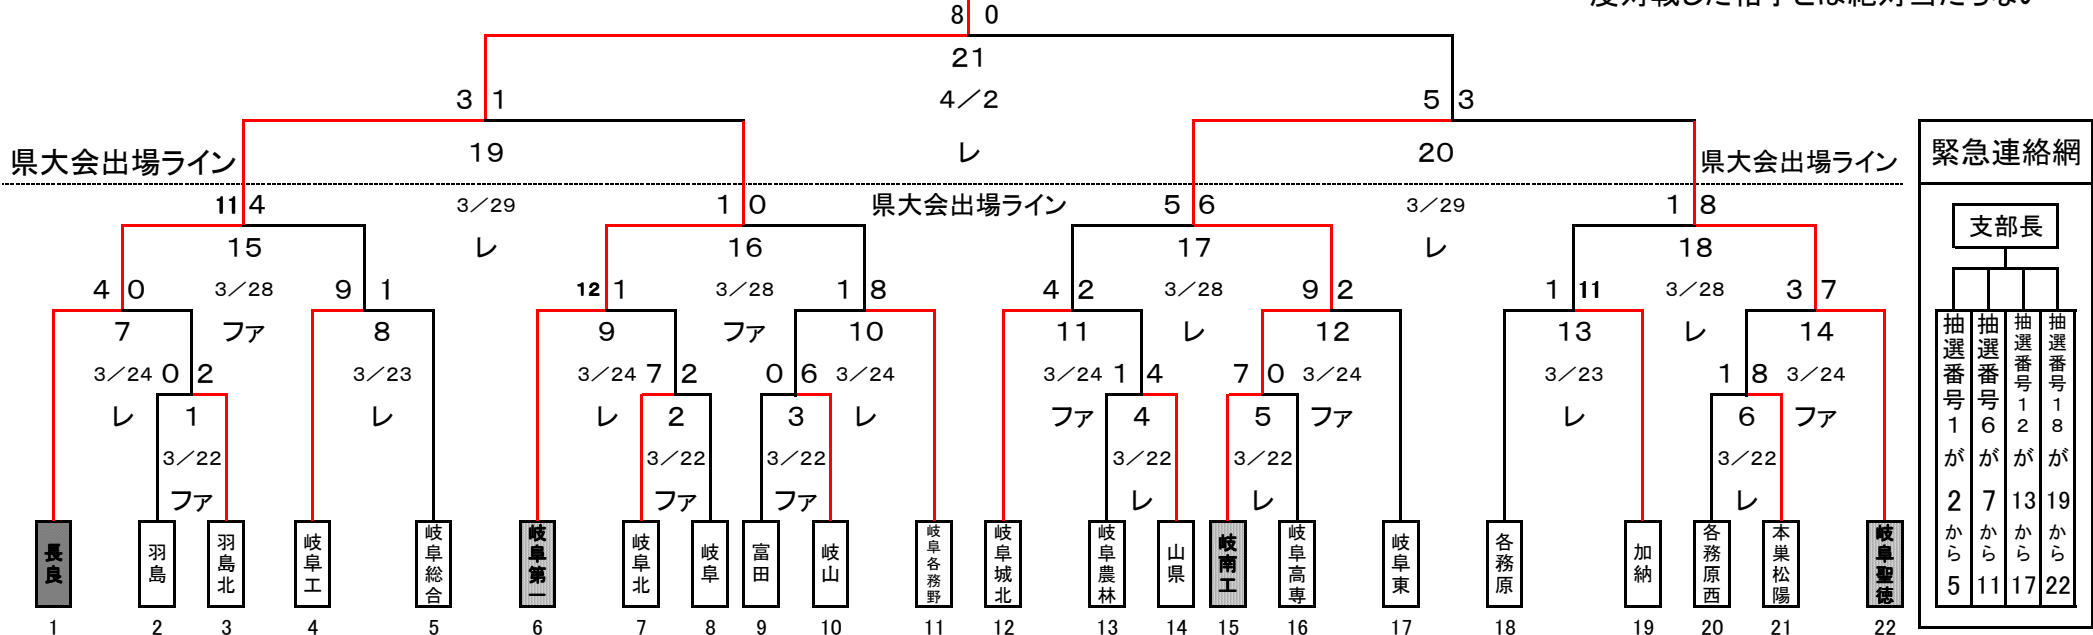 8 0
21
3 1
4／2
5 3
県大会出場ライン
19
レ
20
県大会出場ライン
緊急連絡網
11 4
3／29
1 0
県大会出場ライン
5 6
3／29
1 8
支部長
15
レ
16
17
レ
18
4 0
3／28
9 1
12 1
3／28
1 8
4 2
3／28
9 2
1 11
3／28
3 7
7
ファ
8
9
ファ
10
11
レ
12
13
レ
14
3／24
0 2
3／23
3／24
7 2
0 6
3／24
3／24
1 4
7 0
3／24
3／23
1 8
3／24
レ
1
レ
レ
2
3
レ
ファ
4
5
ファ
レ
6
ファ
3／22
3／22
3／22
3／22
3／22
3／22
ファ
ファ
ファ
レ
レ
レ
長良
羽島
羽島北
岐阜工
岐阜総合
岐阜第一
岐阜北
岐阜
富田
岐山
岐阜各務野
岐阜城北
岐阜農林
山県
岐南工
岐阜高専
岐阜東
各務原
加納
各務原西
本巣松陽
岐阜聖徳
1
2
3
4
5
6
7
8
9
10
11
12
13
14
15
16
17
18
19
20
21
22
抽選番号1が2から5
抽選番号6が7から11
抽選番号12が13から17
抽選番号18が19から22